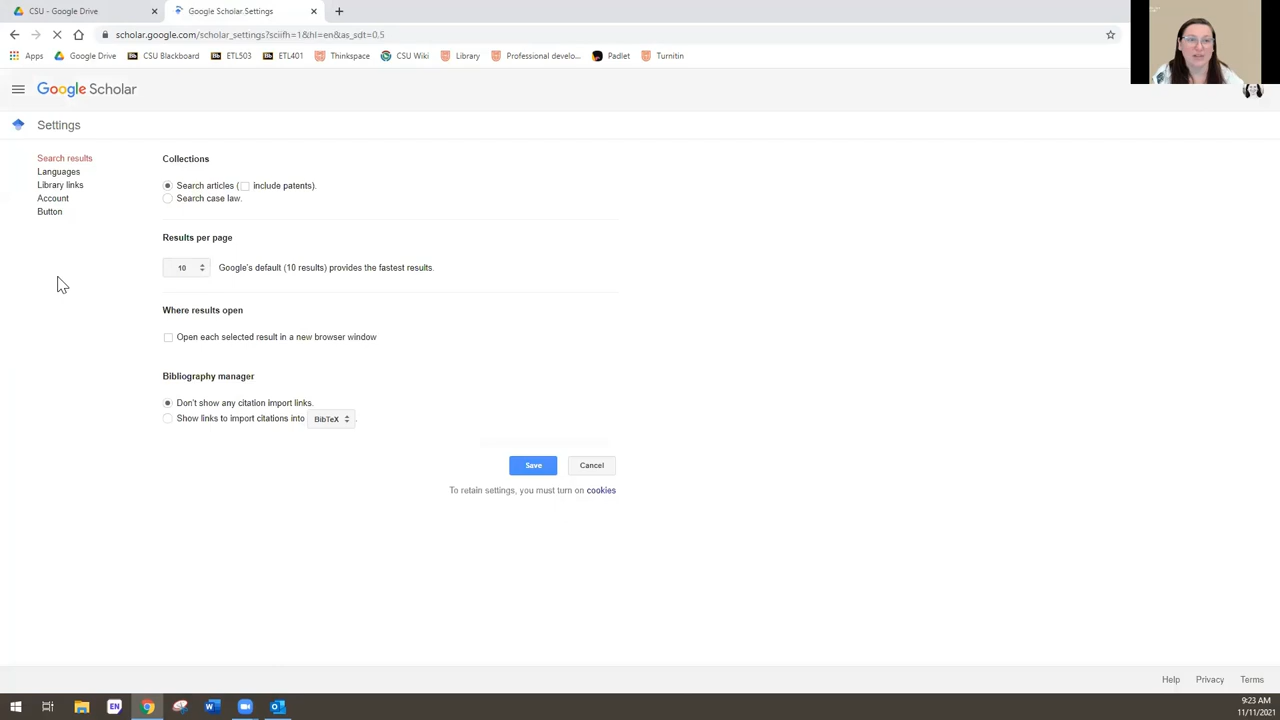 CSU - Google Drive
Google Scholar Settings
scholar.google.com/scholar_settings?sciifh=1&hl=en&as_sdt=0,5
Apps Google Drive CSU Blackboard ETL503 ETL401 Thinkspace CSU Wiki Library Professional develo... Padlet Turnitin
Google Scholar
Settings
Search results
Languages
Library links
Account
Button
Collections
Search articles ( include patents).
Search case law.
Results per page
10 Google's default (10 results) provides the fastest results.
Where results open
Open each selected result in a new browser window
Bibliography manager
Don't show any citation import links.
Show links to import citations into BibTeX .
Save Cancel
To retain settings, you must turn on cookies
Help Privacy Terms
EN
9:23 AM
11/11/2021